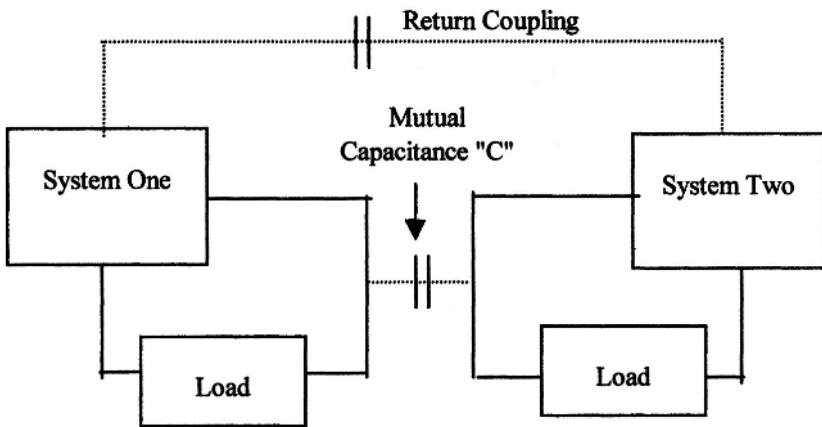 Return Coupling
Mutual
Capacitance "C"
System One
System Two
Load
Load